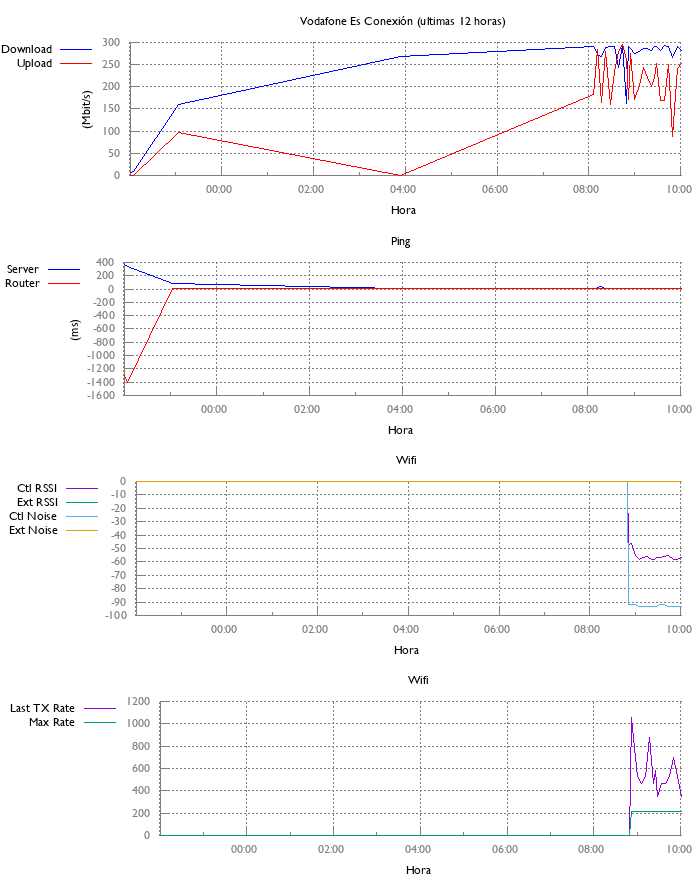 Vodafone Es Conexión (ultimas 12 horas)
Download
Upload
(Mbit/s)
300
250
200
150
100
50
0
00:00 02:00 04:00 06:00 08:00 10:00
Hora
Ping
Server
Router
(ms)
400
200
0
-200
-400
-600
-800
-1000
-1200
-1400
-1600
00:00 02:00 04:00 06:00 08:00 10:00
Hora
Wifi
Ctl RSSI
Ext RSSI
Ctl Noise
Ext Noise
0
-10
-20
-30
-40
-50
-60
-70
-80
-90
-100
00:00 02:00 04:00 06:00 08:00 10:00
Hora
Wifi
Last TX Rate
Max Rate
1200
1000
800
600
400
200
0
00:00 02:00 04:00 06:00 08:00 10:00
Hora